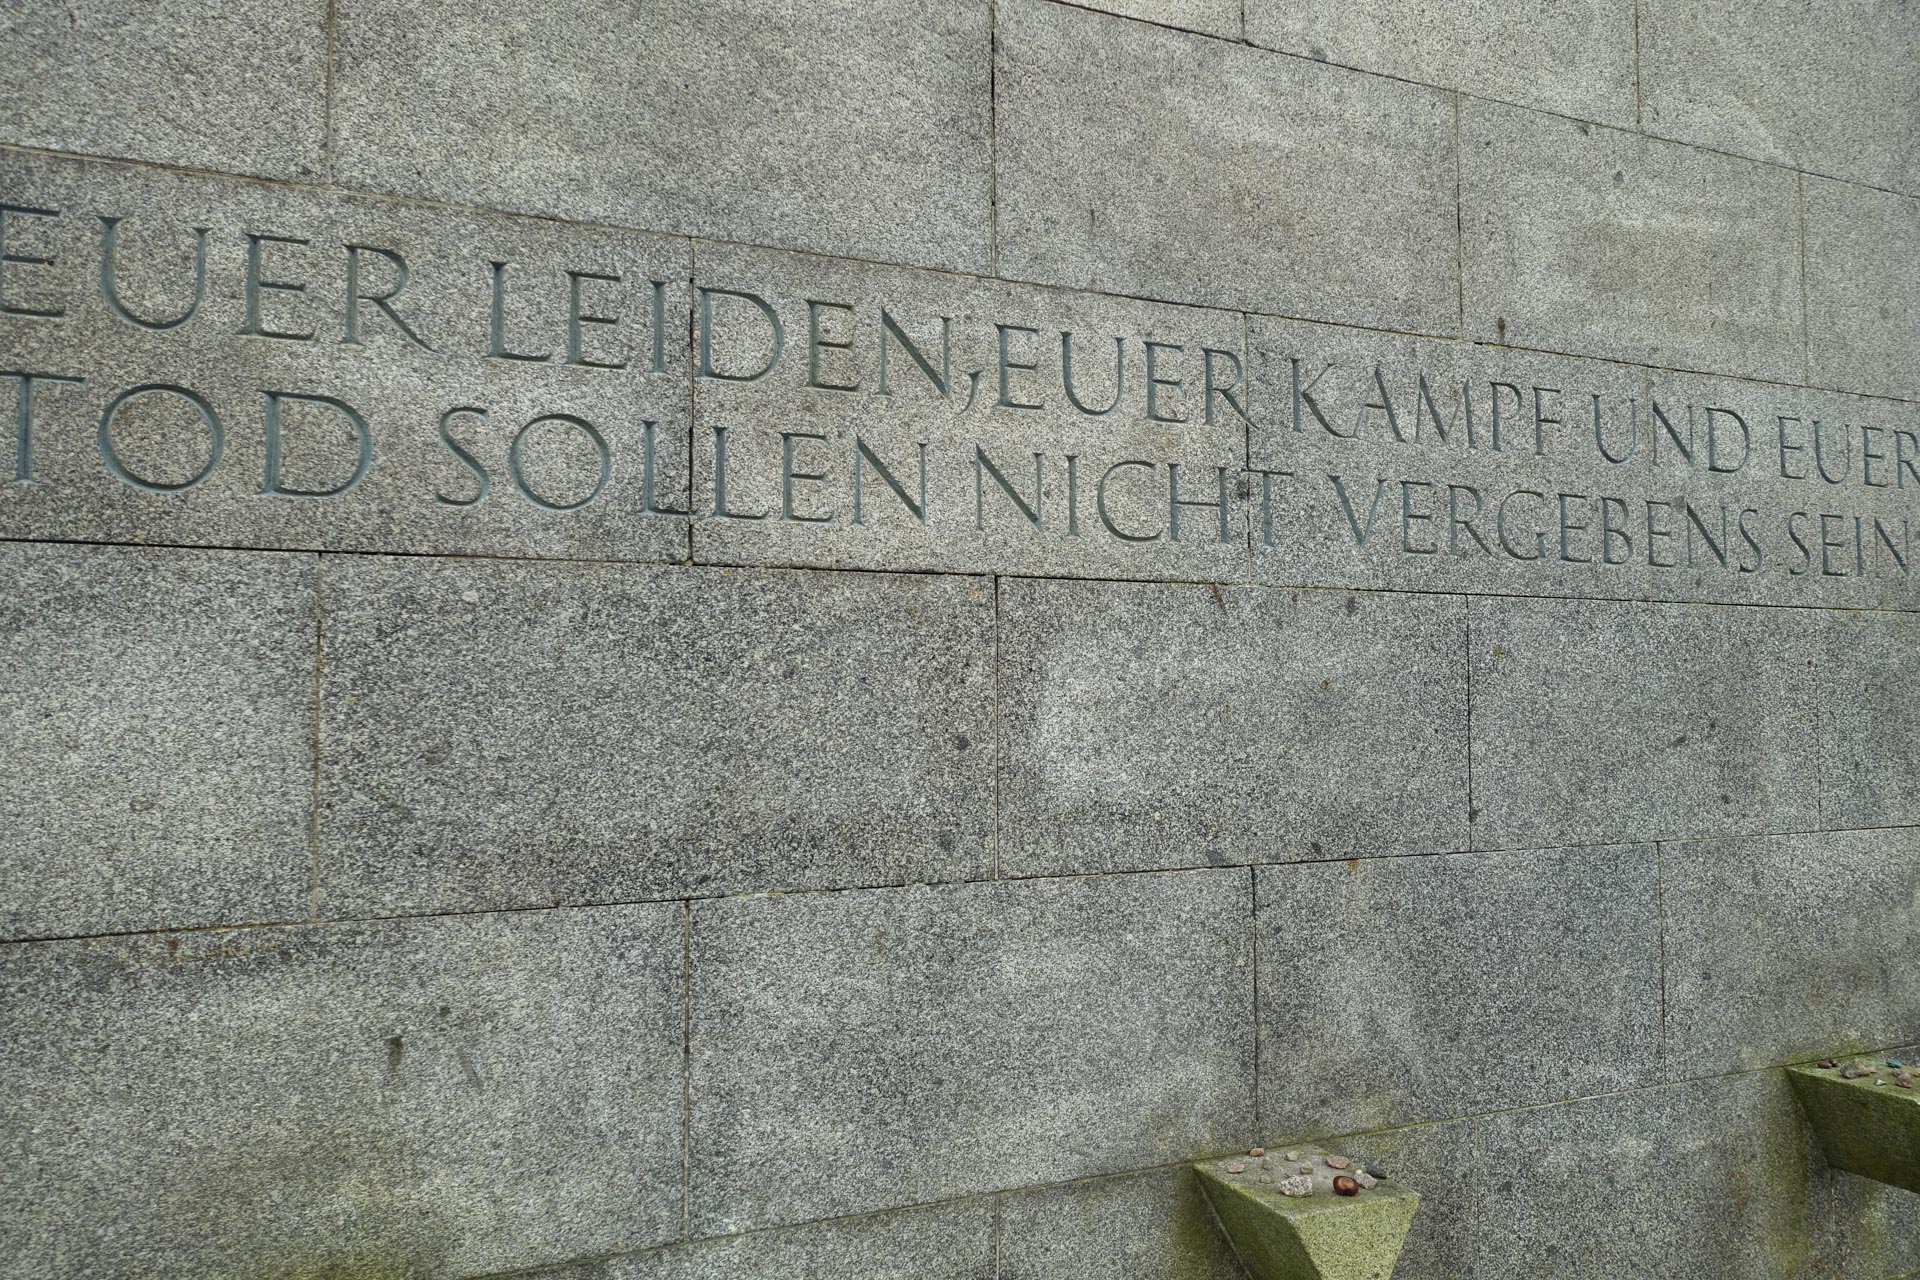 EUER LEIDEN, EUER KAMPF UND EUER
TOD SOLLEN NICHT VERGEBENS SEIN